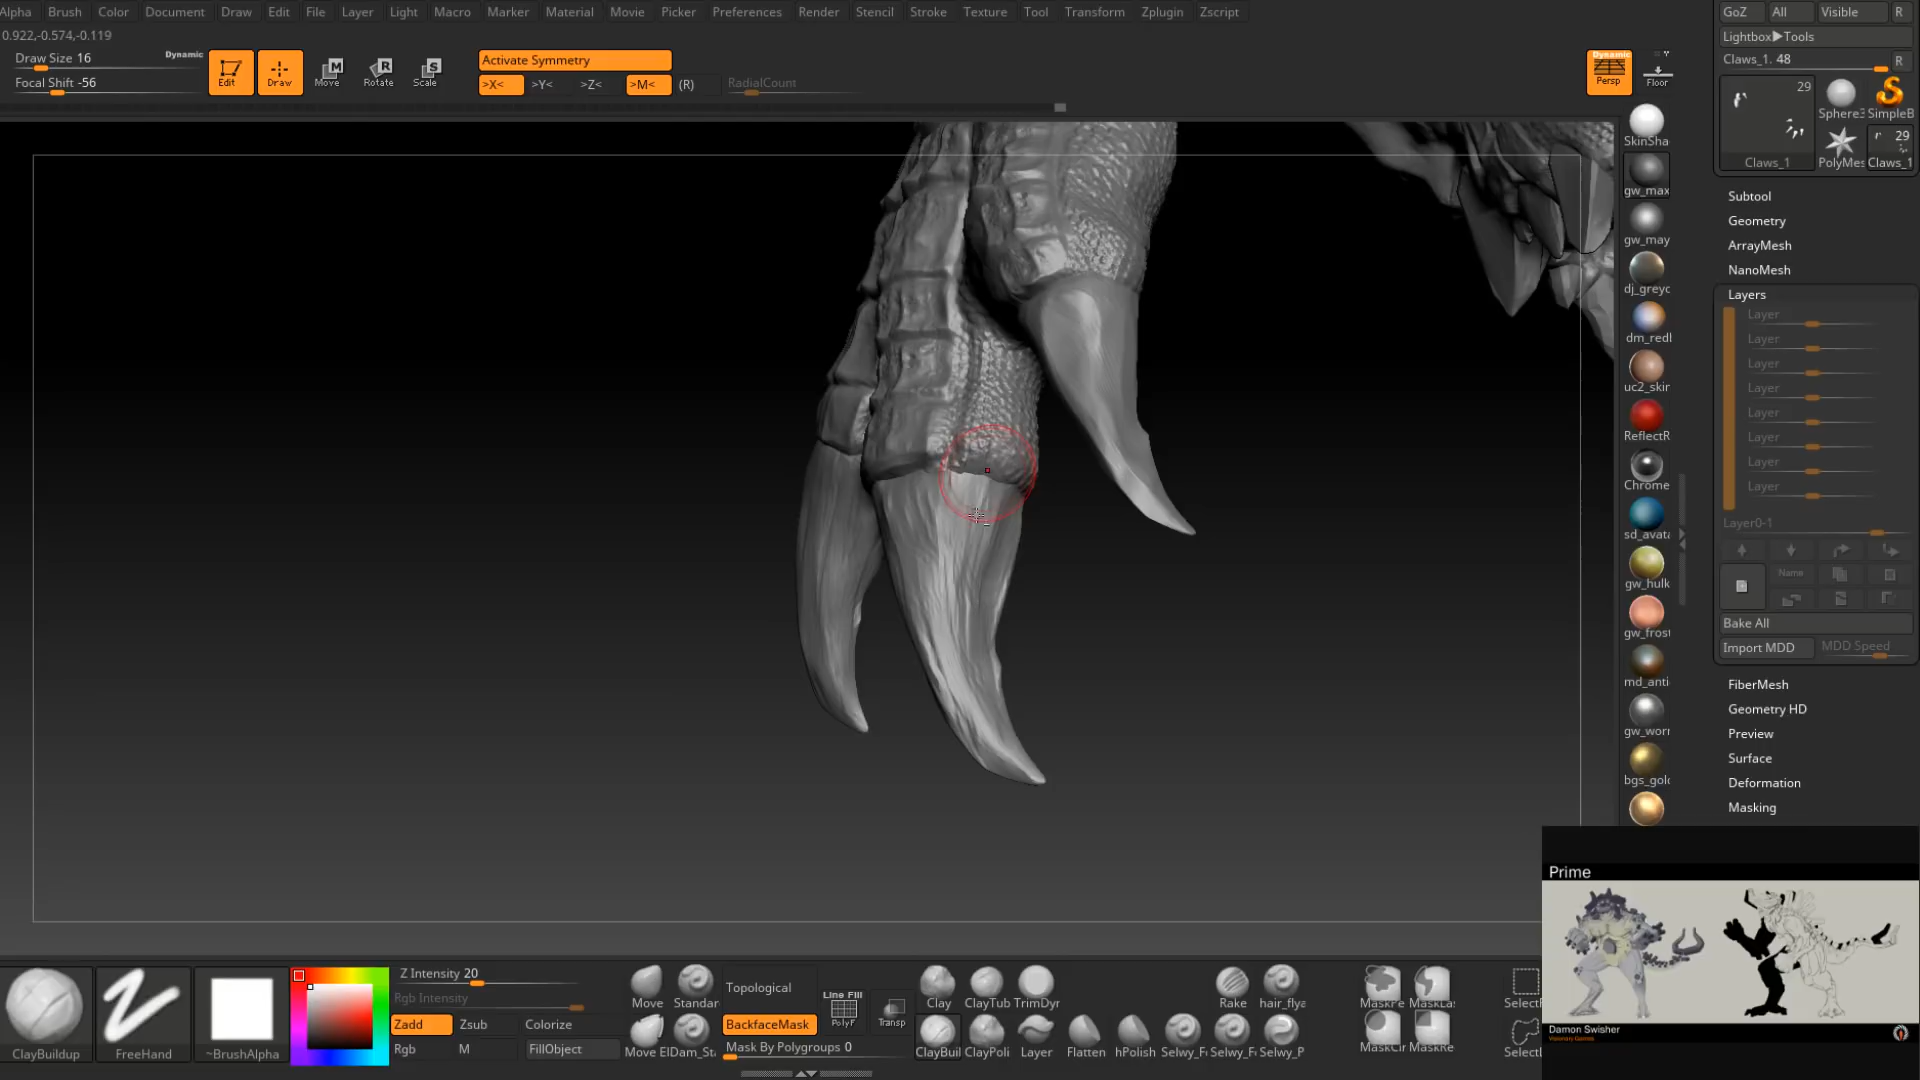 Alpha Brush Color Document Draw Edit File Layer Light Macro Marker Material Movie Picker Preferences Render Stencil Stroke Texture Tool Transform Zplugin Zscript
0.922,-0.574,-0.119
Draw Size 16
Dynamic
Focal Shift -56
Edit
Draw
Move
Rotate
Scale
Activate Symmetry
>X< >Y< >Z< >M< (R) RadialCount
Dynamic
Persp
Floor
GoZ All Visible R
Lightbox▶Tools
Claws_1. 48 R
29
Sphere3 SimpleB
29
Claws_1 PolyMes Claws_1
Subtool
Geometry
ArrayMesh
NanoMesh
Layers
Layer
Layer
Layer
Layer
Layer
Layer
Layer
Layer
Layer0-1
Name
Bake All
Import MDD MDD Speed
FiberMesh
Geometry HD
Preview
Surface
Deformation
Masking
SkinSha
gw_max
gw_may
dj_greyc
dm_redl
uc2_skin
ReflectR
Chrome
sd_avata
gw_hulk
gw_frost
md_anti
gw_worr
bgs_gold
Prime
Damon Swisher
ClayBuildup
FreeHand
~BrushAlpha
Z Intensity 20
Rgb Intensity
Zadd Zsub Colorize
Rgb M FillObject
Move Standar
Move ElDam_St
Topological
BackfaceMask
Mask By Polygroups 0
Line Fill
PolyF
Transp
Clay ClayTub TrimDyr
ClayBuil ClayPoli Layer Flatten hPolish Selwy_F Selwy_F Selwy_P
Rake hair_flya
MaskPe MaskLas
MaskCir MaskRe
SelectR
SelectL